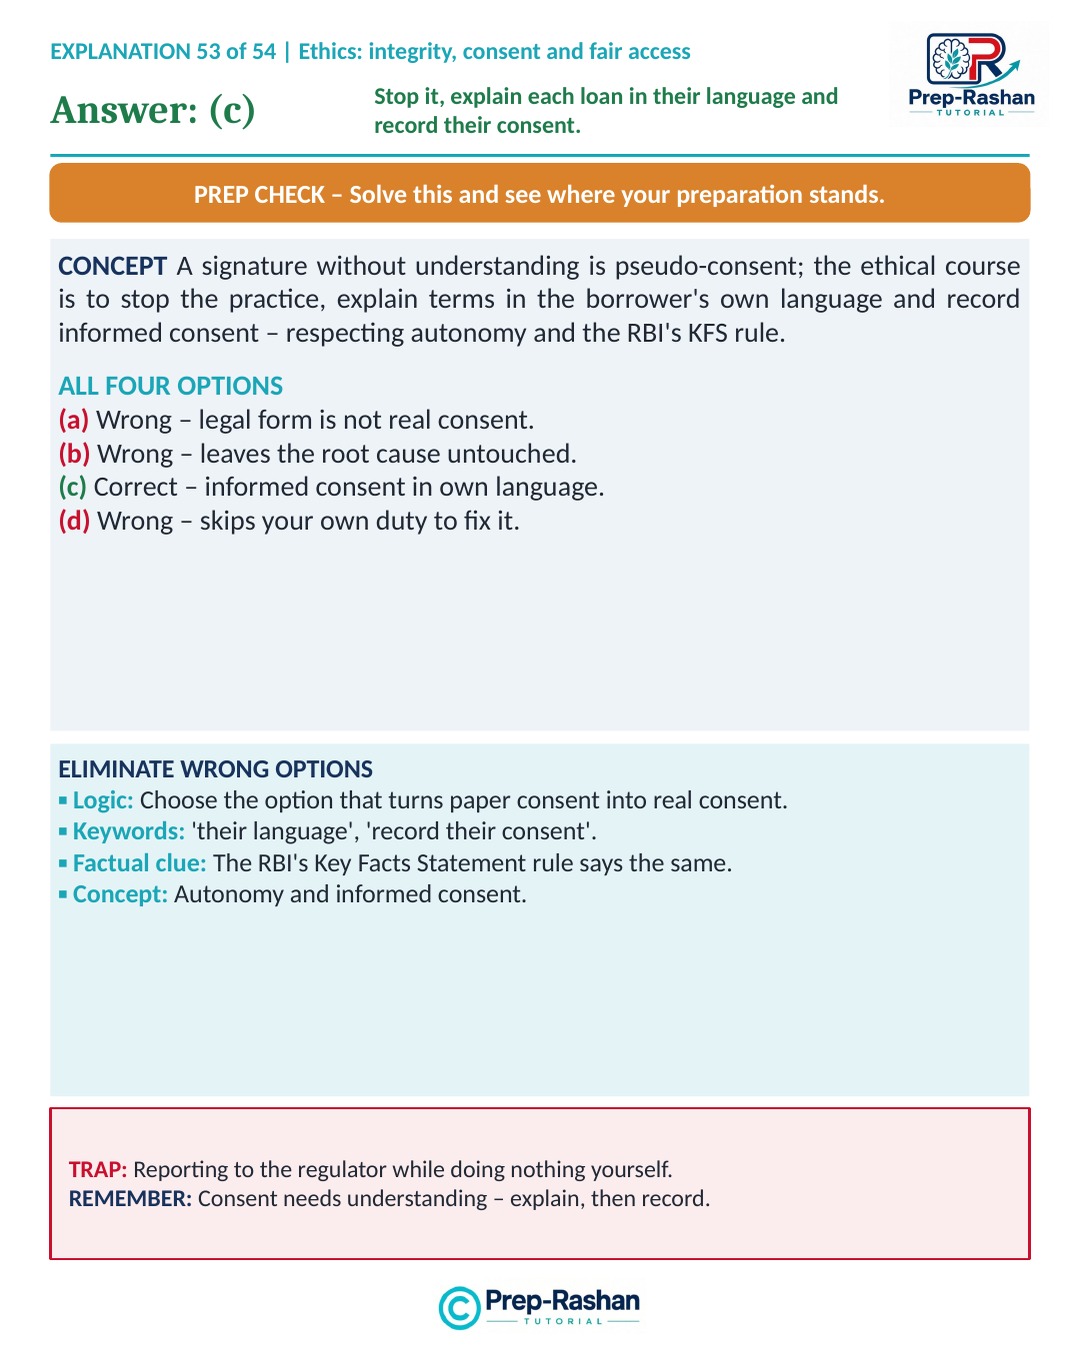 EXPLANATION 53 of 54 | Ethics: integrity, consent and fair access
Prep-Rashan
TUTORIAL
Answer: (c)
Stop it, explain each loan in their language and
record their consent.
PREP CHECK – Solve this and see where your preparation stands.
CONCEPT A signature without understanding is pseudo-consent; the ethical course
is to stop the practice, explain terms in the borrower's own language and record
informed consent – respecting autonomy and the RBI's KFS rule.
ALL FOUR OPTIONS
(a) Wrong – legal form is not real consent.
(b) Wrong – leaves the root cause untouched.
(c) Correct – informed consent in own language.
(d) Wrong – skips your own duty to fix it.
ELIMINATE WRONG OPTIONS
▪ Logic: Choose the option that turns paper consent into real consent.
▪ Keywords: 'their language', 'record their consent'.
▪ Factual clue: The RBI's Key Facts Statement rule says the same.
▪ Concept: Autonomy and informed consent.
TRAP: Reporting to the regulator while doing nothing yourself.
REMEMBER: Consent needs understanding – explain, then record.
© Prep-Rashan
TUTORIAL